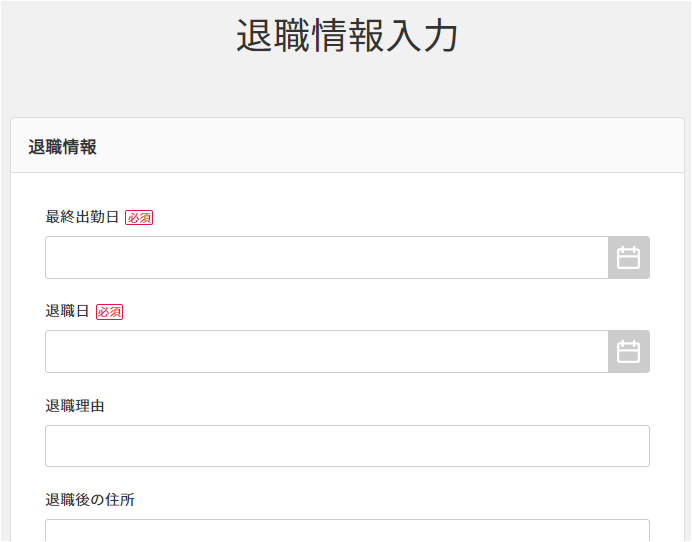 退職情報入力
退職情報
最終出勤日 必須
退職日 必須
退職理由
退職後の住所